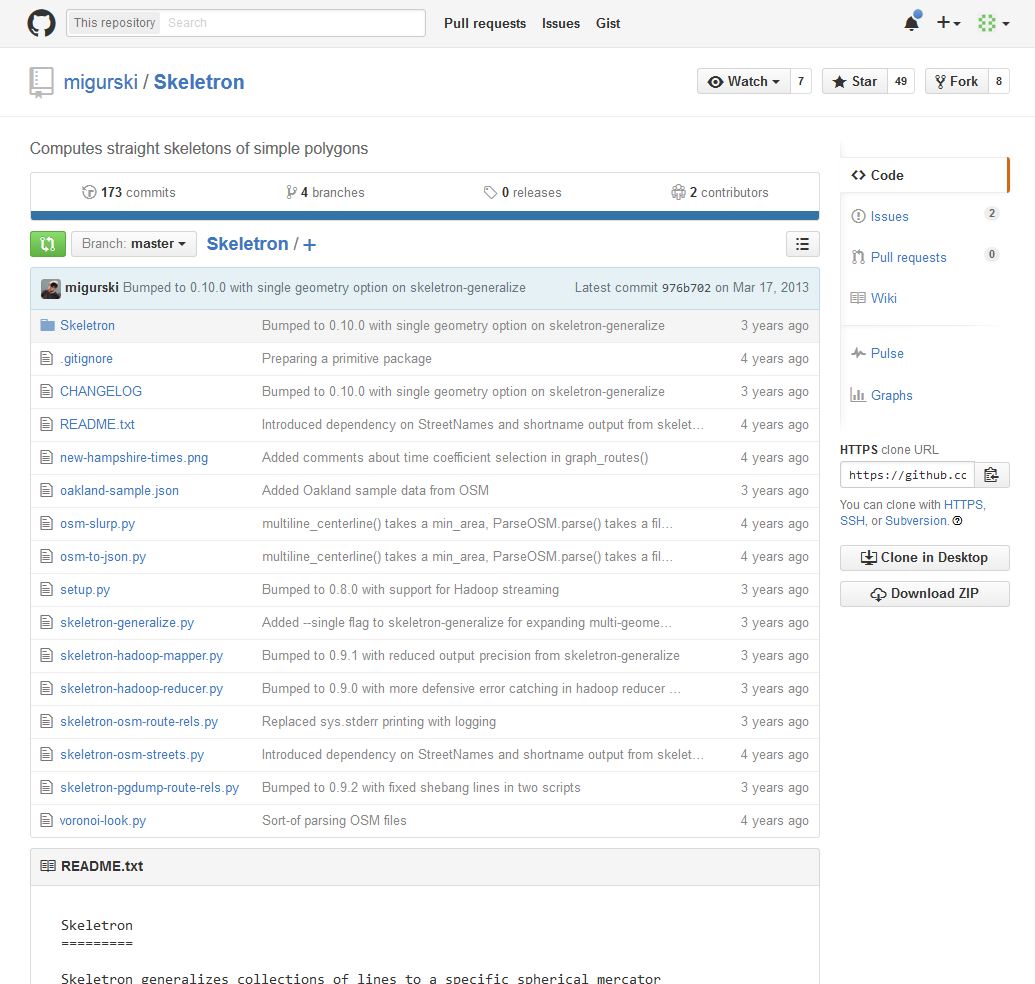 This repository Search Pull requests Issues Gist
migurski / Skeletron Watch 7 Star 49 Fork 8
Computes straight skeletons of simple polygons
173 commits 4 branches 0 releases 2 contributors
Branch: master Skeletron / +
migurski Bumped to 0.10.0 with single geometry option on skeletron-generalize Latest commit 976b702 on Mar 17, 2013
Skeletron Bumped to 0.10.0 with single geometry option on skeletron-generalize 3 years ago
.gitignore Preparing a primitive package 4 years ago
CHANGELOG Bumped to 0.10.0 with single geometry option on skeletron-generalize 3 years ago
README.txt Introduced dependency on StreetNames and shortname output from skelet… 4 years ago
new-hampshire-times.png Added comments about time coefficient selection in graph_routes() 4 years ago
oakland-sample.json Added Oakland sample data from OSM 3 years ago
osm-slurp.py multiline_centerline() takes a min_area, ParseOSM.parse() takes a fil… 4 years ago
osm-to-json.py multiline_centerline() takes a min_area, ParseOSM.parse() takes a fil… 4 years ago
setup.py Bumped to 0.8.0 with support for Hadoop streaming 3 years ago
skeletron-generalize.py Added --single flag to skeletron-generalize for expanding multi-geome… 3 years ago
skeletron-hadoop-mapper.py Bumped to 0.9.1 with reduced output precision from skeletron-generalize 3 years ago
skeletron-hadoop-reducer.py Bumped to 0.9.0 with more defensive error catching in hadoop reducer … 3 years ago
skeletron-osm-route-rels.py Replaced sys.stderr printing with logging 3 years ago
skeletron-osm-streets.py Introduced dependency on StreetNames and shortname output from skelet… 4 years ago
skeletron-pgdump-route-rels.py Bumped to 0.9.2 with fixed shebang lines in two scripts 3 years ago
voronoi-look.py Sort-of parsing OSM files 4 years ago
README.txt
Skeletron
=========
Skeletron generalizes collections of lines to a specific spherical mercator
Code
Issues 2
Pull requests 0
Wiki
Pulse
Graphs
HTTPS clone URL
https://github.cc
You can clone with HTTPS,
SSH, or Subversion.
Clone in Desktop
Download ZIP